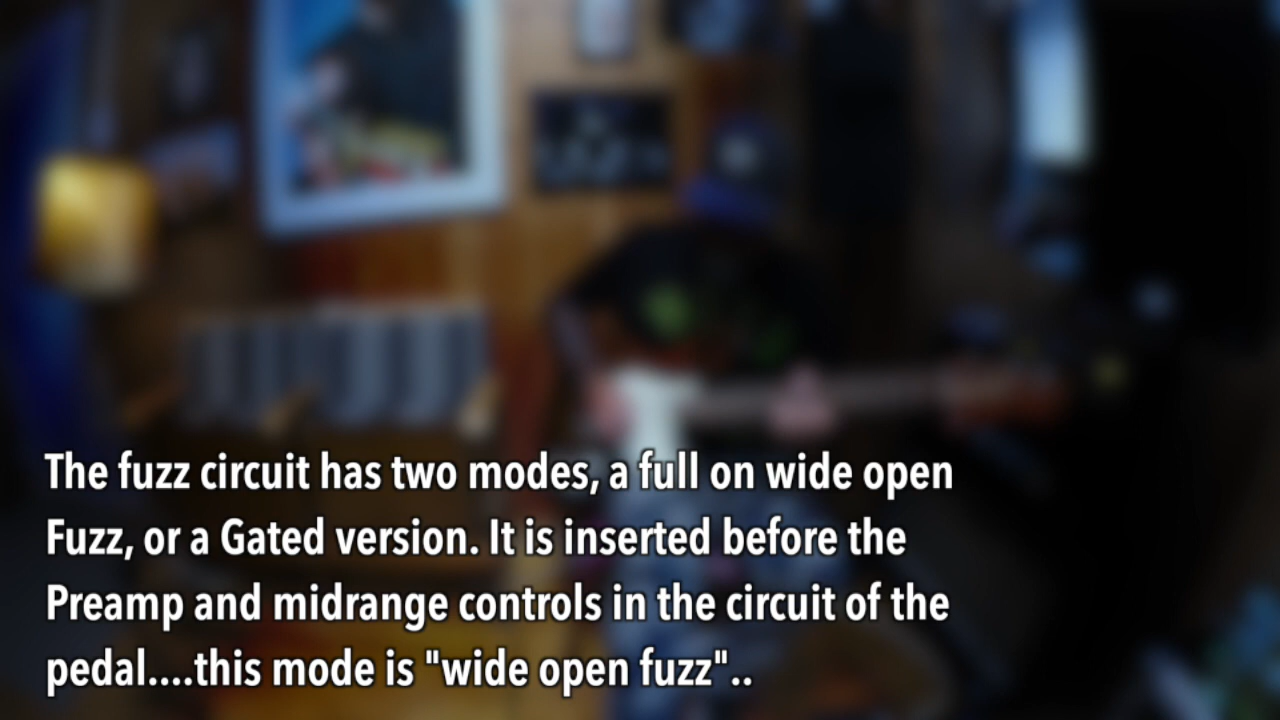 The fuzz circuit has two modes, a full on wide open
Fuzz, or a Gated version. It is inserted before the
Preamp and midrange controls in the circuit of the
pedal....this mode is "wide open fuzz"..